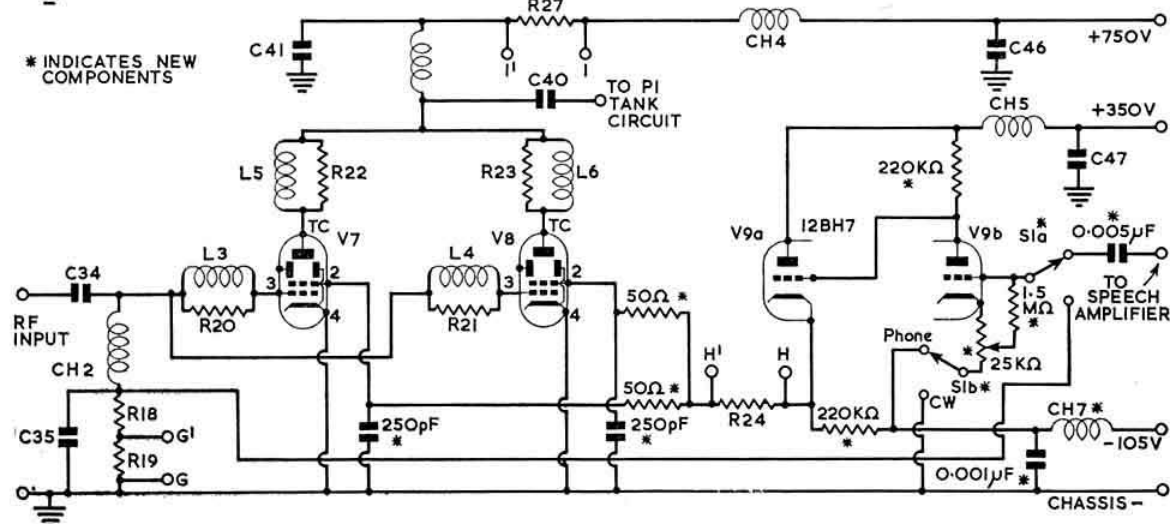 R27
C41
CH4
C46
+750V
* INDICATES NEW
COMPONENTS
I'
I
C40
TO PI
TANK
CIRCUIT
CH5
+350V
L5
R22
R23
L6
220KΩ
*
C47
TC
V7
TC
V8
V9a
12BH7
V9b
S1a
*
*
0·005μF
C34
L3
3
2
4
L4
3
2
4
50Ω *
1·5
MΩ
*
TO
SPEECH
AMPLIFIER
RF
INPUT
R20
R21
Phone
*
25KΩ
CH2
H'
H
S1b*
50Ω *
CW
R18
G'
C35
R19
G
250pF
*
250pF
*
R24
220KΩ
*
CH7*
-105V
0·001μF *
CHASSIS-